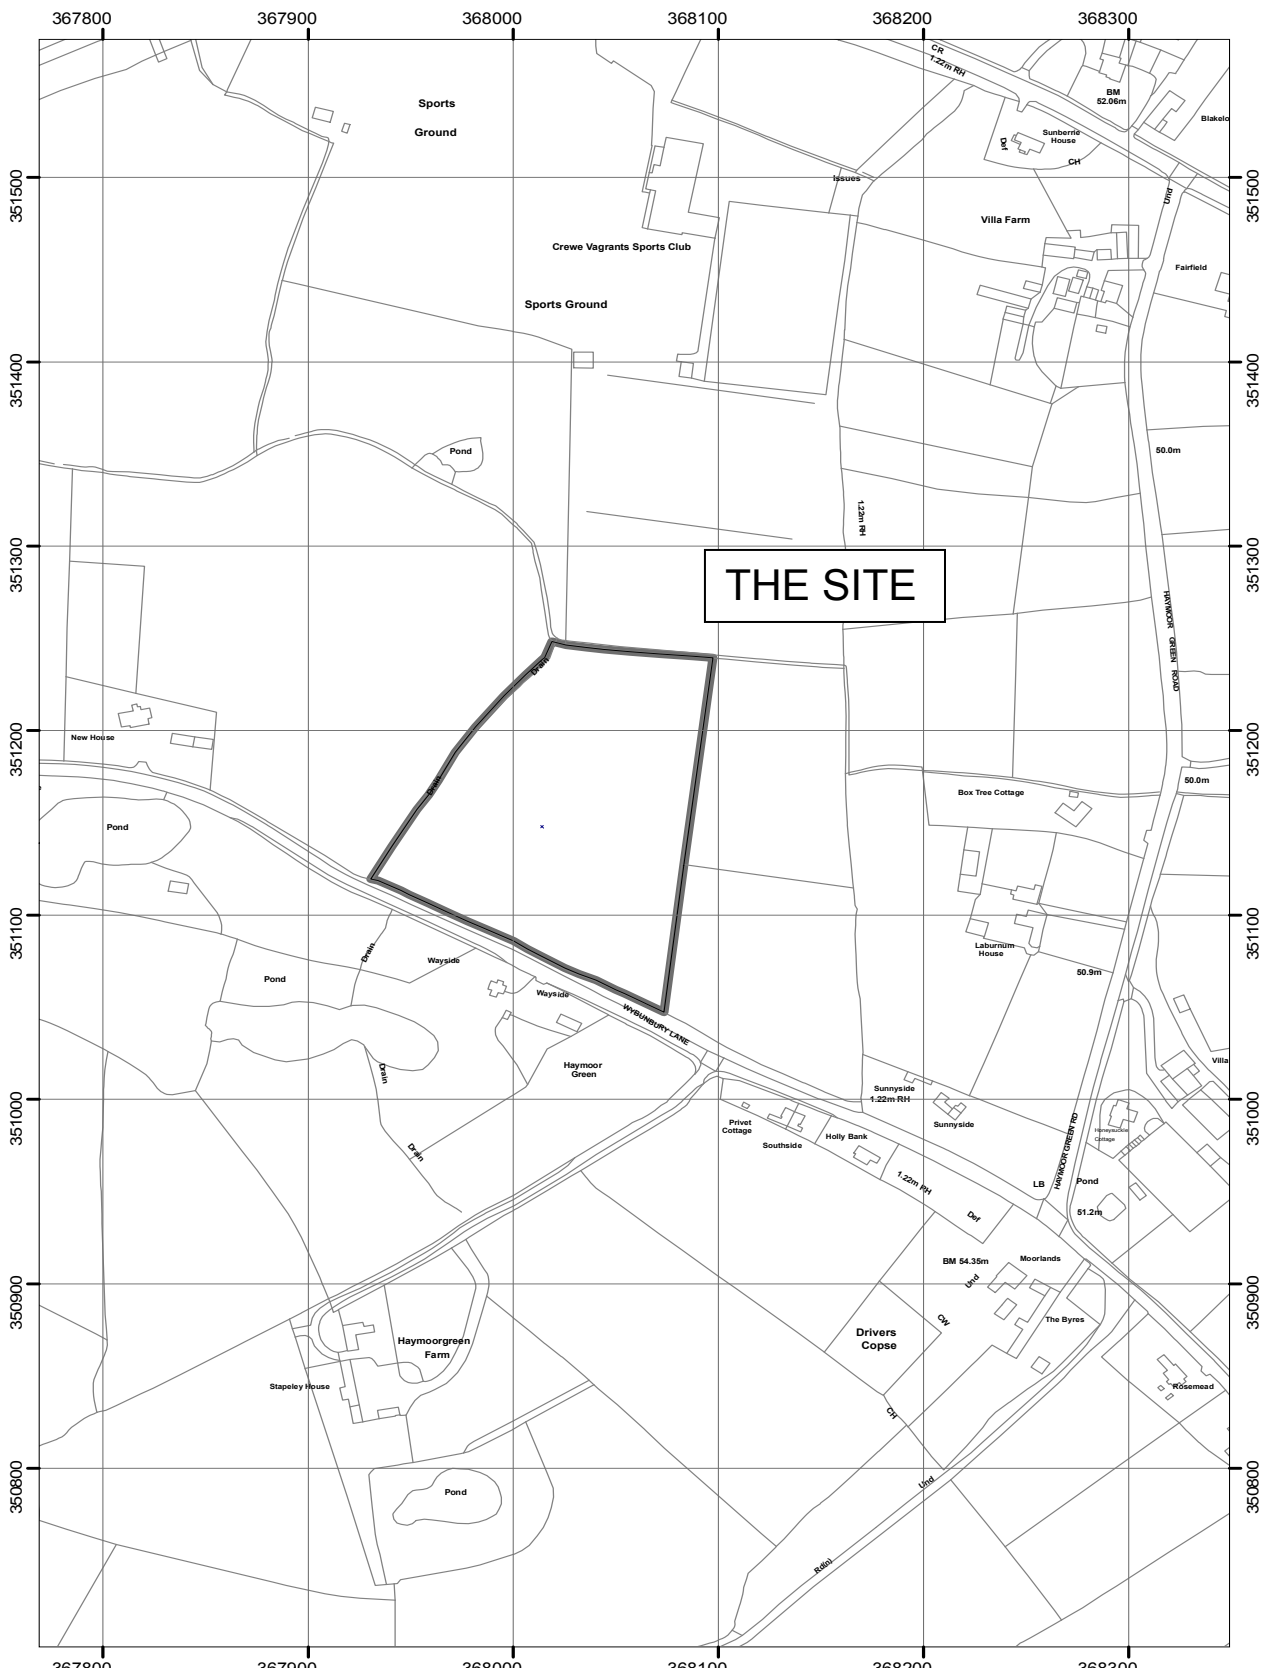 367800
367900
368000
368100
368200
368300
CR
1.22m RH
Sports
Ground
BM
52.06m
Blakelo
Sunberrie
House
Def
CH
351500
351500
Issues
Und
Villa Farm
Crewe Vagrants Sports Club
Fairfield
Sports Ground
351400
351400
Pond
50.0m
1.22m RH
351300
351300
THE SITE
HAYMOOR GREEN ROAD
Drain
351200
351200
New House
50.0m
Drain
Box Tree Cottage
Pond
351100
351100
Drain
Wayside
Laburnum
House
50.9m
Pond
Wayside
WYBUNBURY LANE
Villa
Haymoor
Green
Drain
Sunnyside
1.22m RH
351000
351000
Privet
Cottage
Southside
Holly Bank
Sunnyside
Honeysuckle
Cottage
HAYMOOR GREEN RD
Drain
1.22m RH
LB
Pond
51.2m
Def
BM 54.35m
Moorlands
Und
350900
350900
CW
The Byres
Drivers
Copse
Haymoorgreen
Farm
Stapeley House
Rosemead
CH
350800
350800
Und
Pond
Rd(n)
367800
367900
368000
368100
368200
368300